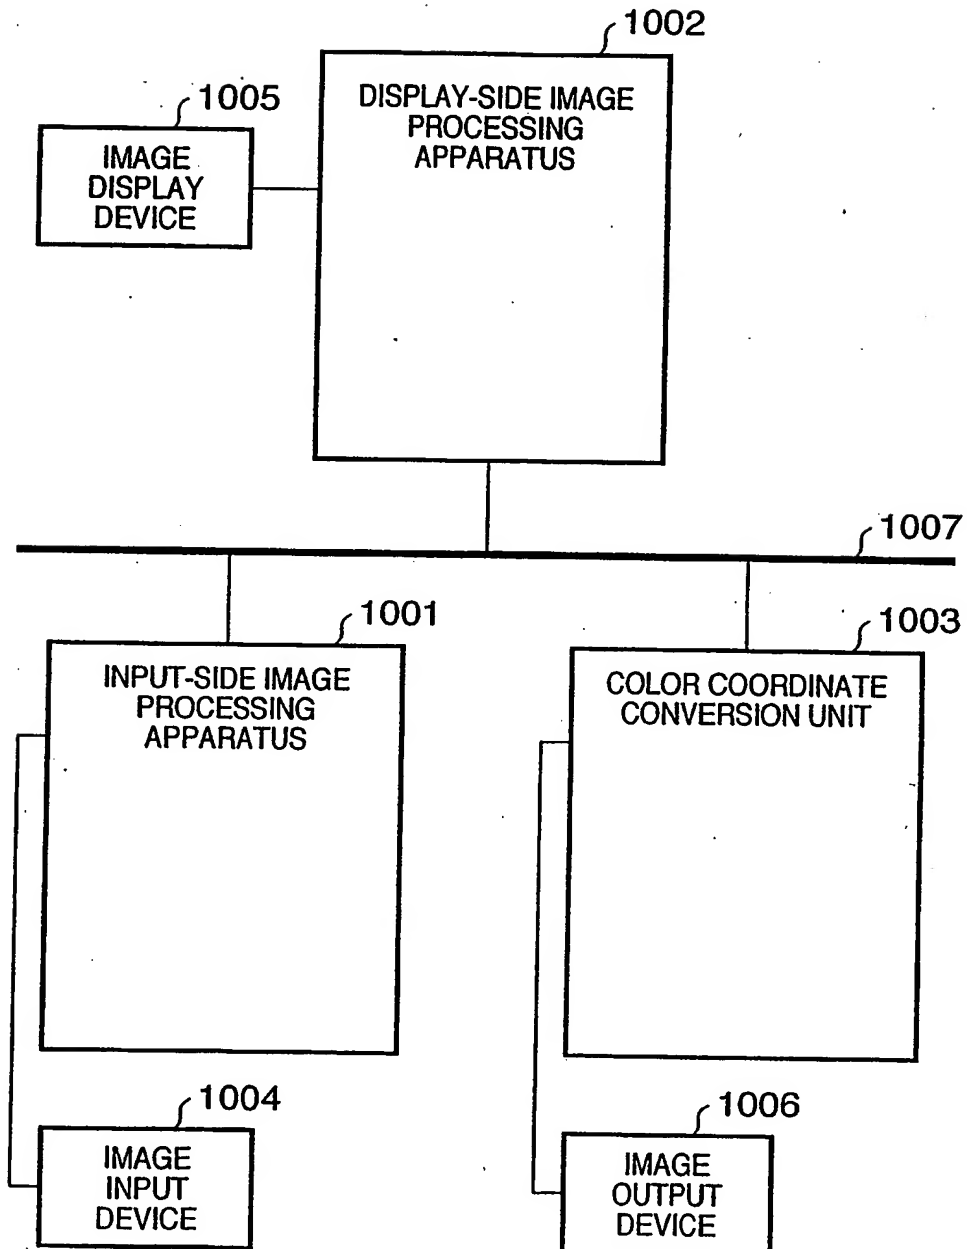 1002
DISPLAY-SIDE IMAGE
PROCESSING
APPARATUS
1005
IMAGE
DISPLAY
DEVICE
1007
1001
INPUT-SIDE IMAGE
PROCESSING
APPARATUS
1003
COLOR COORDINATE
CONVERSION UNIT
1004
IMAGE
INPUT
DEVICE
1006
IMAGE
OUTPUT
DEVICE